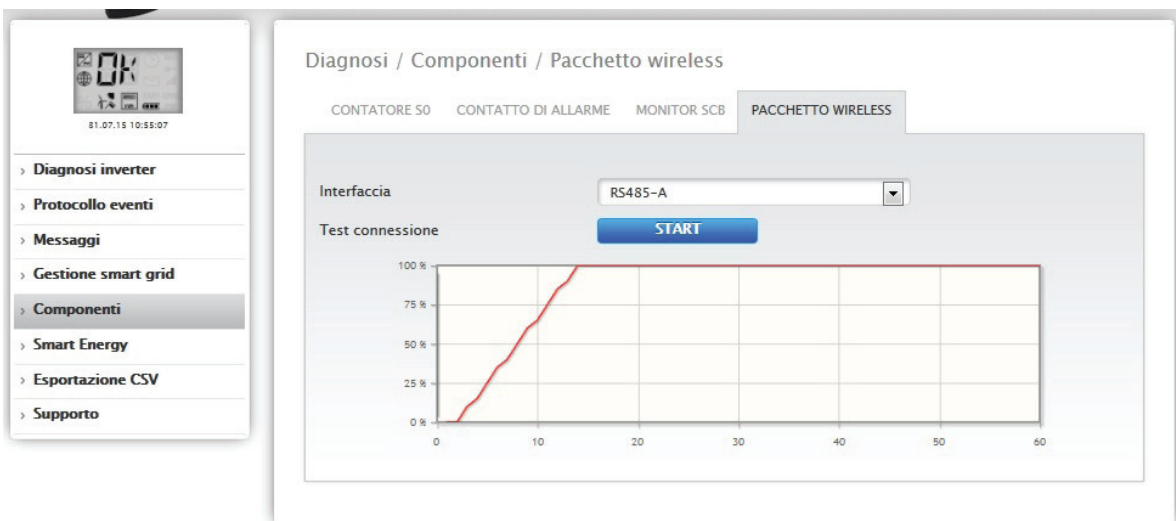 OK
81.07.15 10:55:07
› Diagnosi inverter
› Protocollo eventi
› Messaggi
› Gestione smart grid
› Componenti
› Smart Energy
› Esportazione CSV
› Supporto
Diagnosi / Componenti / Pacchetto wireless
CONTATORE S0 CONTATTO DI ALLARME MONITOR SCB PACCHETTO WIRELESS
Interfaccia RS485-A
Test connessione START
100 %
75 %
50 %
25 %
0 %
0 10 20 30 40 50 60